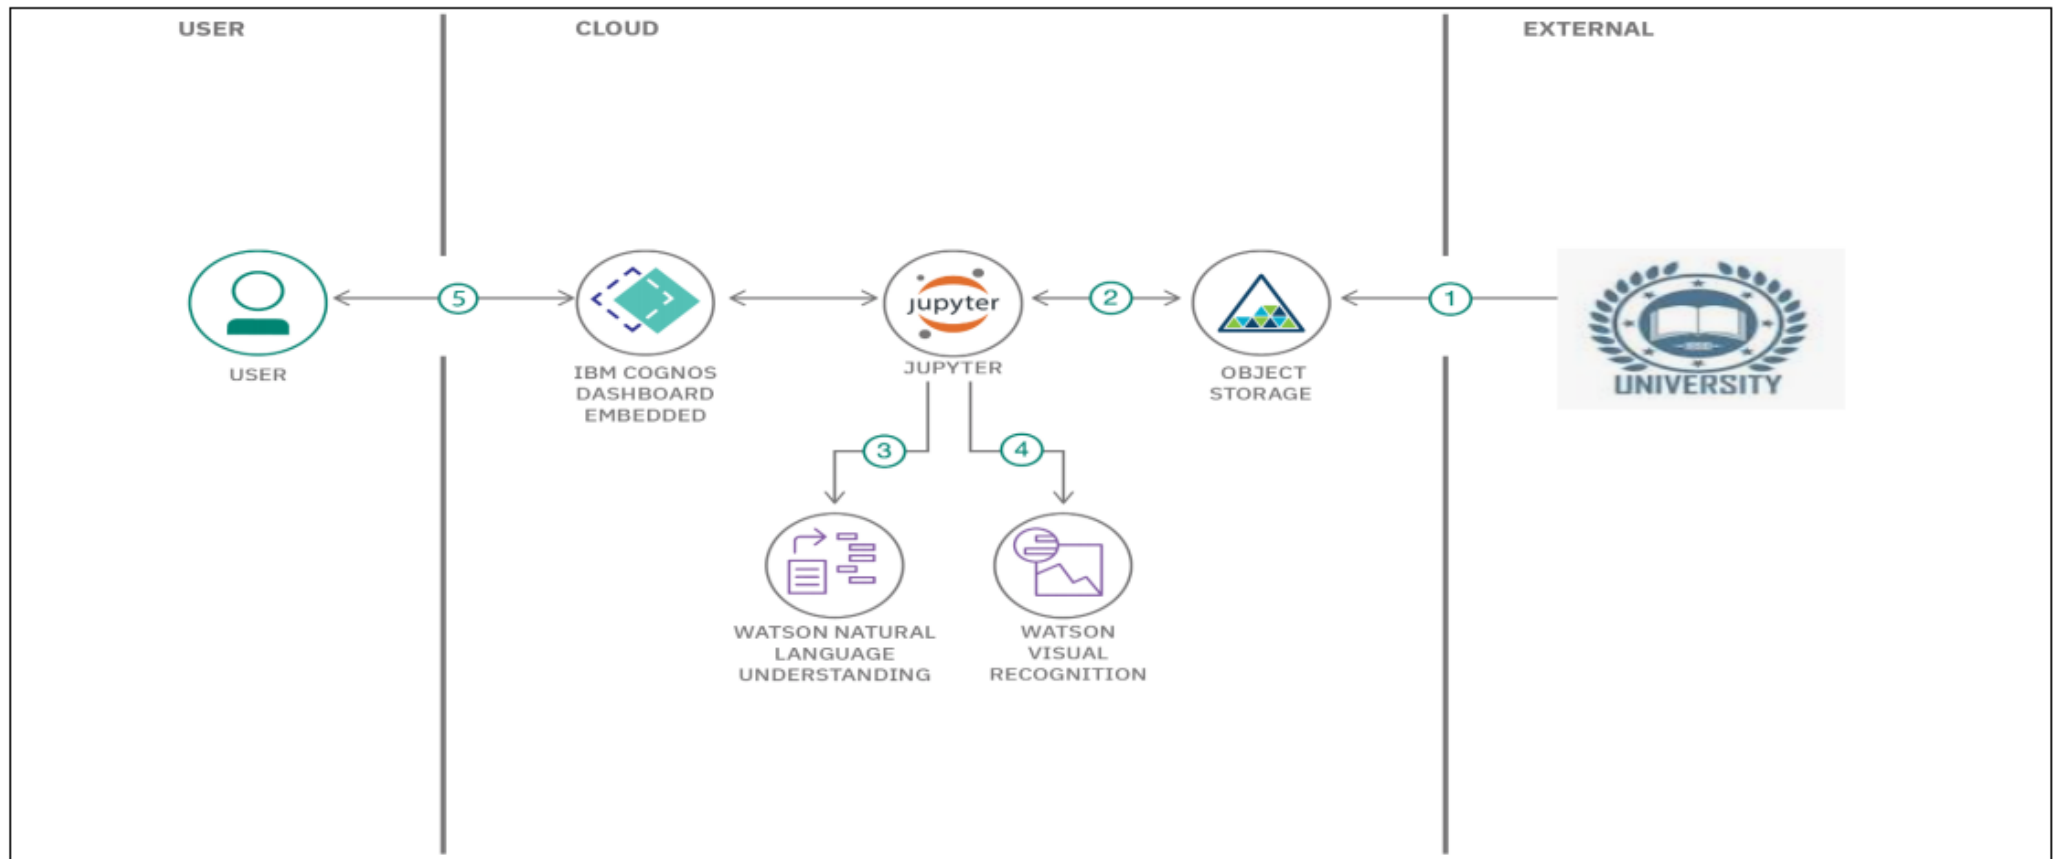 USER
CLOUD
EXTERNAL
5
2
1
jupyter
UNIVERSITY
USER
IBM COGNOS
DASHBOARD
EMBEDDED
JUPYTER
OBJECT
STORAGE
3
4
WATSON NATURAL
LANGUAGE
UNDERSTANDING
WATSON
VISUAL
RECOGNITION